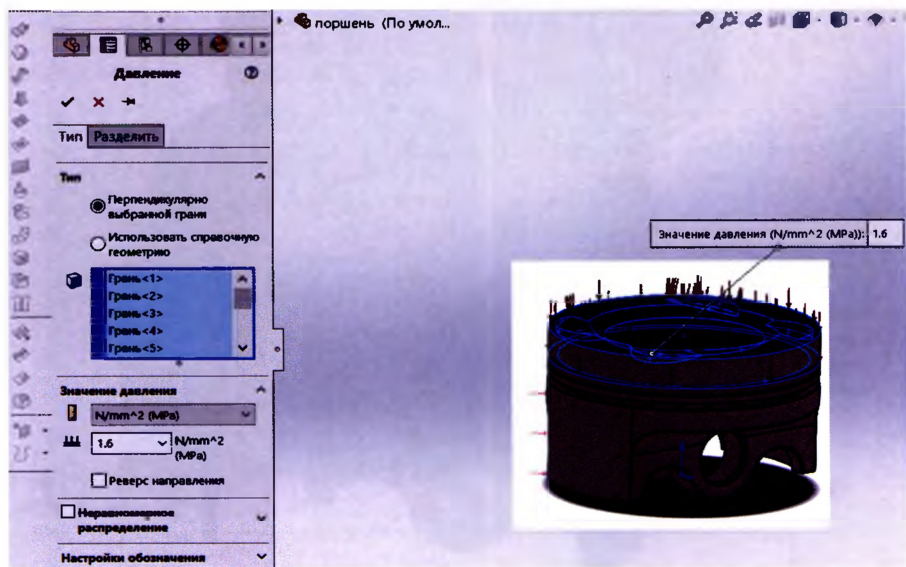 поршень (По умол...
Давление
Тип
Разделить
Тип
Перпендикулярно
выбранной грани
Использовать справочную
геометрию
Грань<1>
Грань<2>
Грань<3>
Грань<4>
Грань<5>
Значение давления
N/mm^2 (MPa)
1.6
N/mm^2
(MPa)
Реверс направления
Неравномерное
распределение
Настройки обозначения
Значение давления (N/mm^2 (MPa)): 1.6